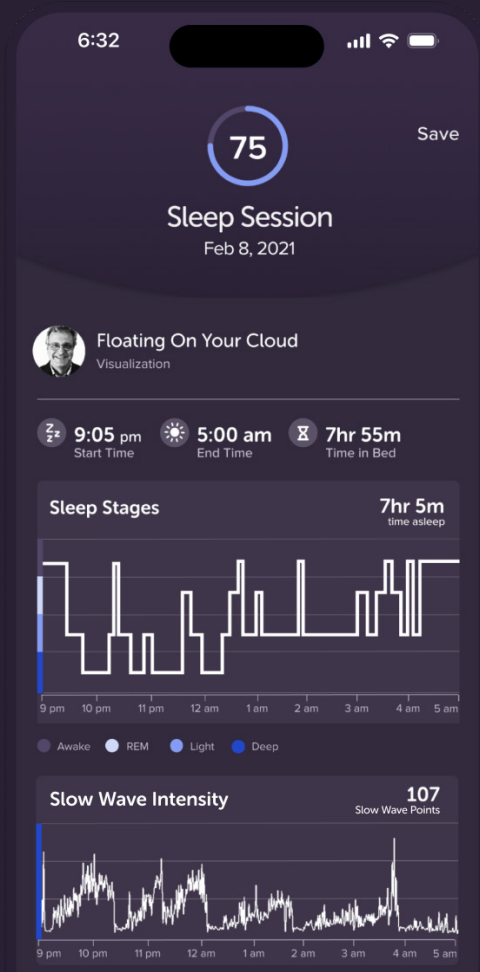 6:32
75
Save
Sleep Session
Feb 8, 2021
Floating On Your Cloud
Visualization
9:05 pm
Start Time
5:00 am
End Time
7hr 55m
Time in Bed
Sleep Stages
7hr 5m
time asleep
9 pm 10 pm 11 pm 12 am 1 am 2 am 3 am 4 am 5 am
Awake REM Light Deep
Slow Wave Intensity
107
Slow Wave Points
9 pm 10 pm 11 pm 12 am 1 am 2 am 3 am 4 am 5 am